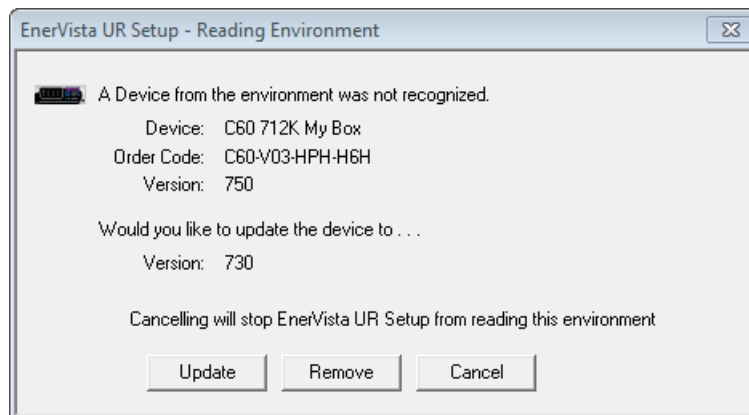 EnerVista UR Setup - Reading Environment
A Device from the environment was not recognized.
Device: C60 712K My Box
Order Code: C60-V03-HPH-H6H
Version: 750
Would you like to update the device to . . .
Version: 730
Cancelling will stop EnerVista UR Setup from reading this environment
Update Remove Cancel